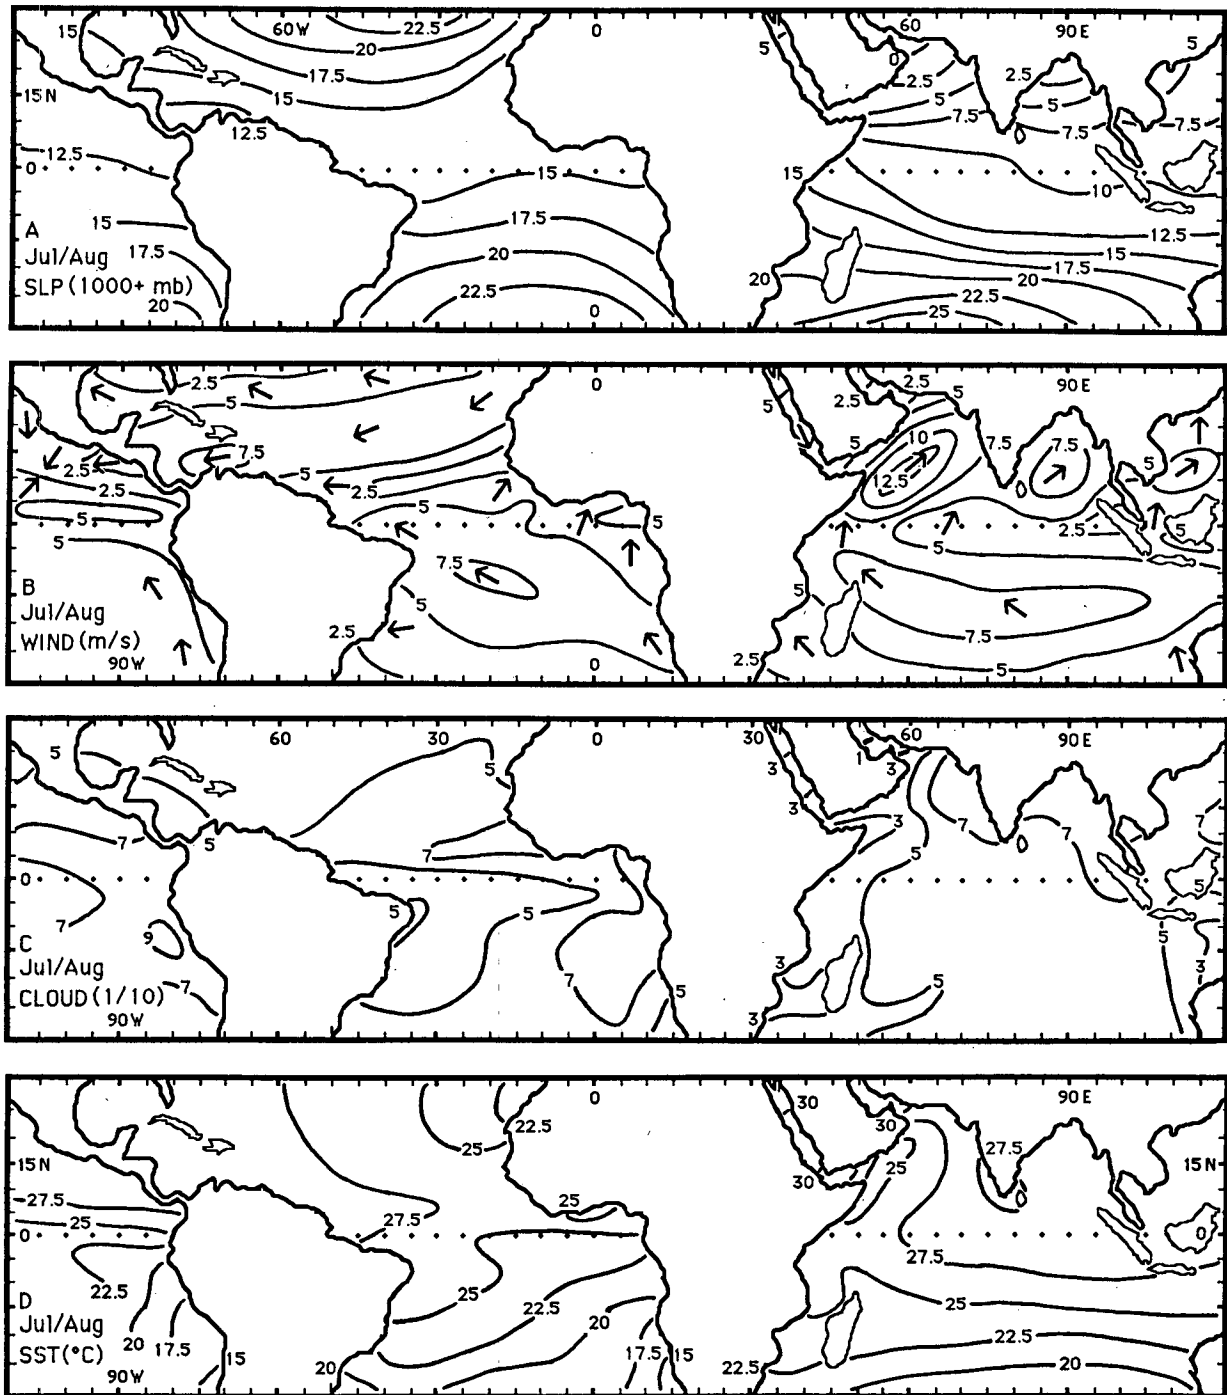 15 60W 22.5 0 60 90E
20 5 0 5
17.5 2.5 2.5
15N 15 5 5
12.5 7.5 7.5 7.5
12.5
0 15 15 10
15 17.5 12.5
A 15
Jul/Aug 17.5 20 17.5
SLP (1000+ mb) 20 20
20 22.5 0 22.5
25
2.5 0 2.5 5 90E
5 5 2.5
7.5 5 10 7.5 7.5
2.5 5 12.5 5
2.5 2.5
5 5 5 2.5 5
5 7.5 5
B 5 5
Jul/Aug
WIND (m/s) 2.5 7.5
90W 0 2.5 5
60 30 0 30 60 90E
5 5 3 1 3
3
5 7 3 3 7 7 7
7 5
0 5
7 5 5 5
9
C 7 3 3
Jul/Aug 7 5 5
CLOUD (1/10)
90W 3
0 30 90E
22.5 30
25 27.5
15N 30 25 15N
27.5 25
25 27.5
0 0
27.5
22.5 25 22.5 25
D 20
Jul/Aug 20 17.5 22.5
SST (°C) 15 20 17.5 15 22.5 20
90W